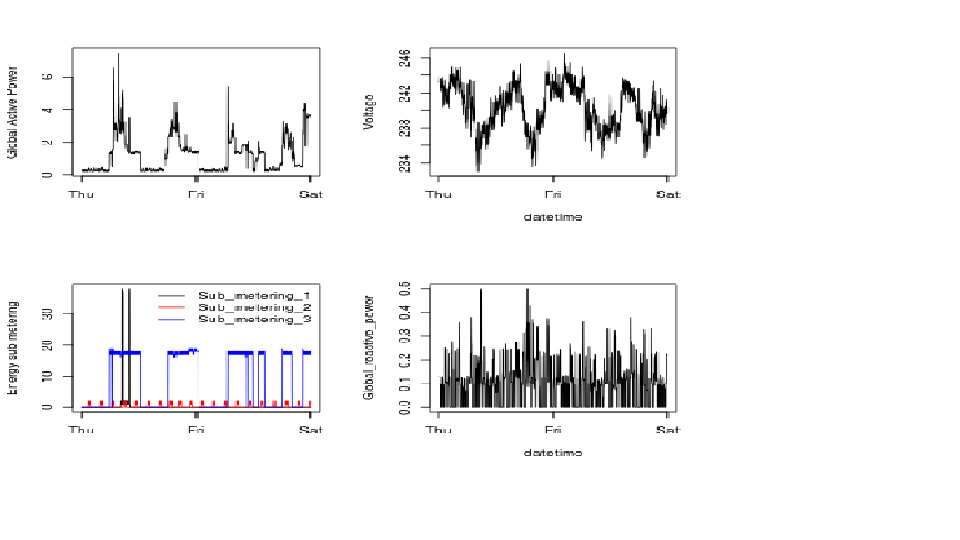 Global Active Power
0 2 4 6
Thu Fri Sat
Voltage
234 238 242 246
Thu Fri Sat
datetime
Energy sub metering
0 10 20 30
Sub_metering_1
Sub_metering_2
Sub_metering_3
Thu Fri Sat
Global_reactive_power
0.0 0.1 0.2 0.3 0.4 0.5
Thu Fri Sat
datetime